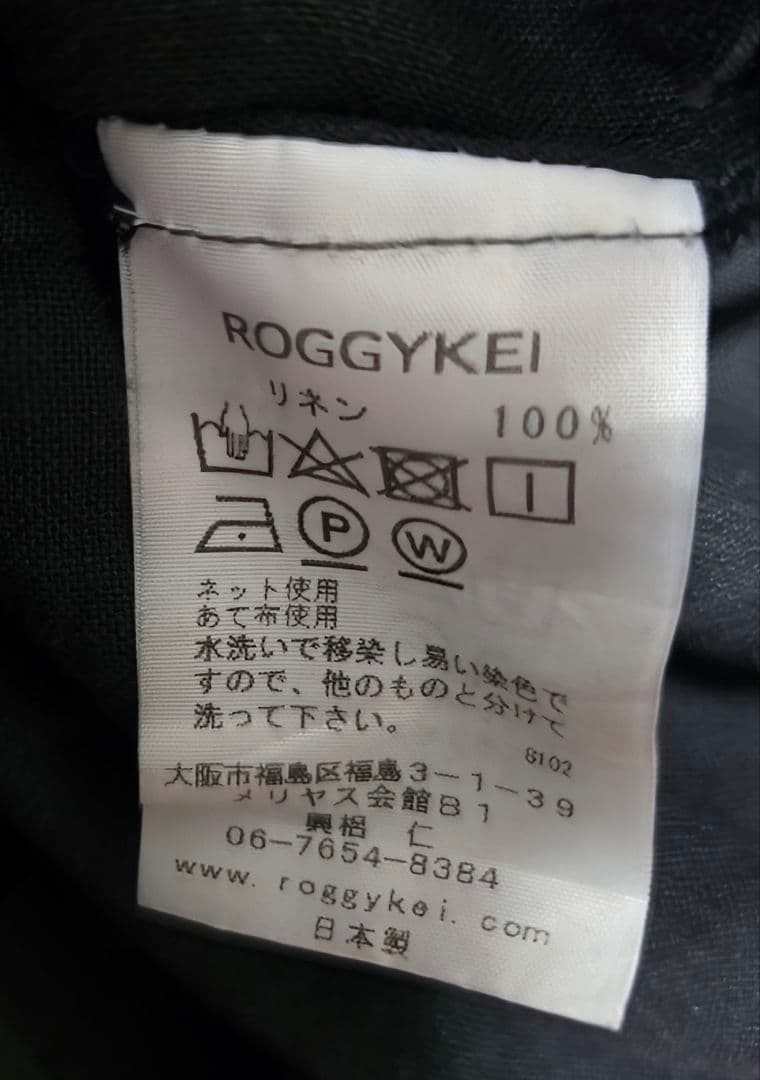 ROGGYKEI
リネン 100%
P W
ネット使用
あて布使用
水洗いで移染し易い染色で
すので、他のものと分けて
洗って下さい。
8102
大阪市福島区福島3-1-39
メリヤス会館B1
興梠 仁
06-7654-8384
www.roggykei.com
日本製